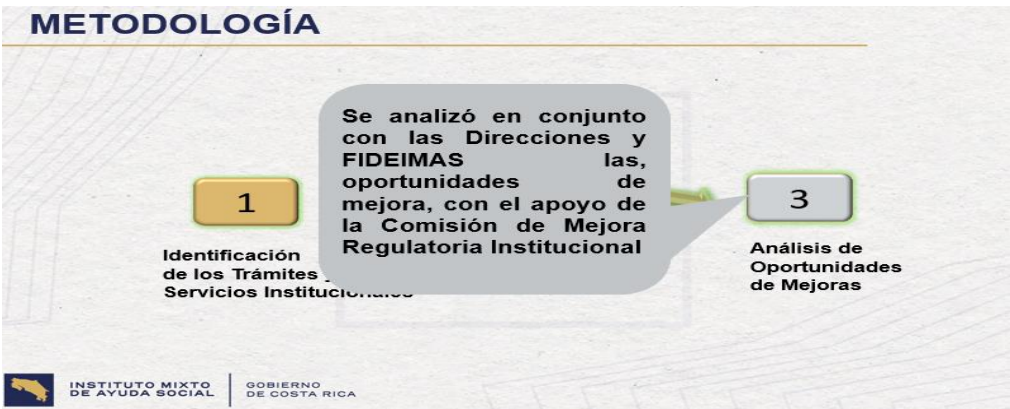 METODOLOGÍA
Se analizó en conjunto
con las Direcciones y
FIDEIMAS las,
oportunidades de
mejora, con el apoyo de
la Comisión de Mejora
Regulatoria Institucional
1
Identificación
de los Trámites
Servicios Institucionales
3
Análisis de
Oportunidades
de Mejoras
INSTITUTO MIXTO
DE AYUDA SOCIAL
GOBIERNO
DE COSTA RICA